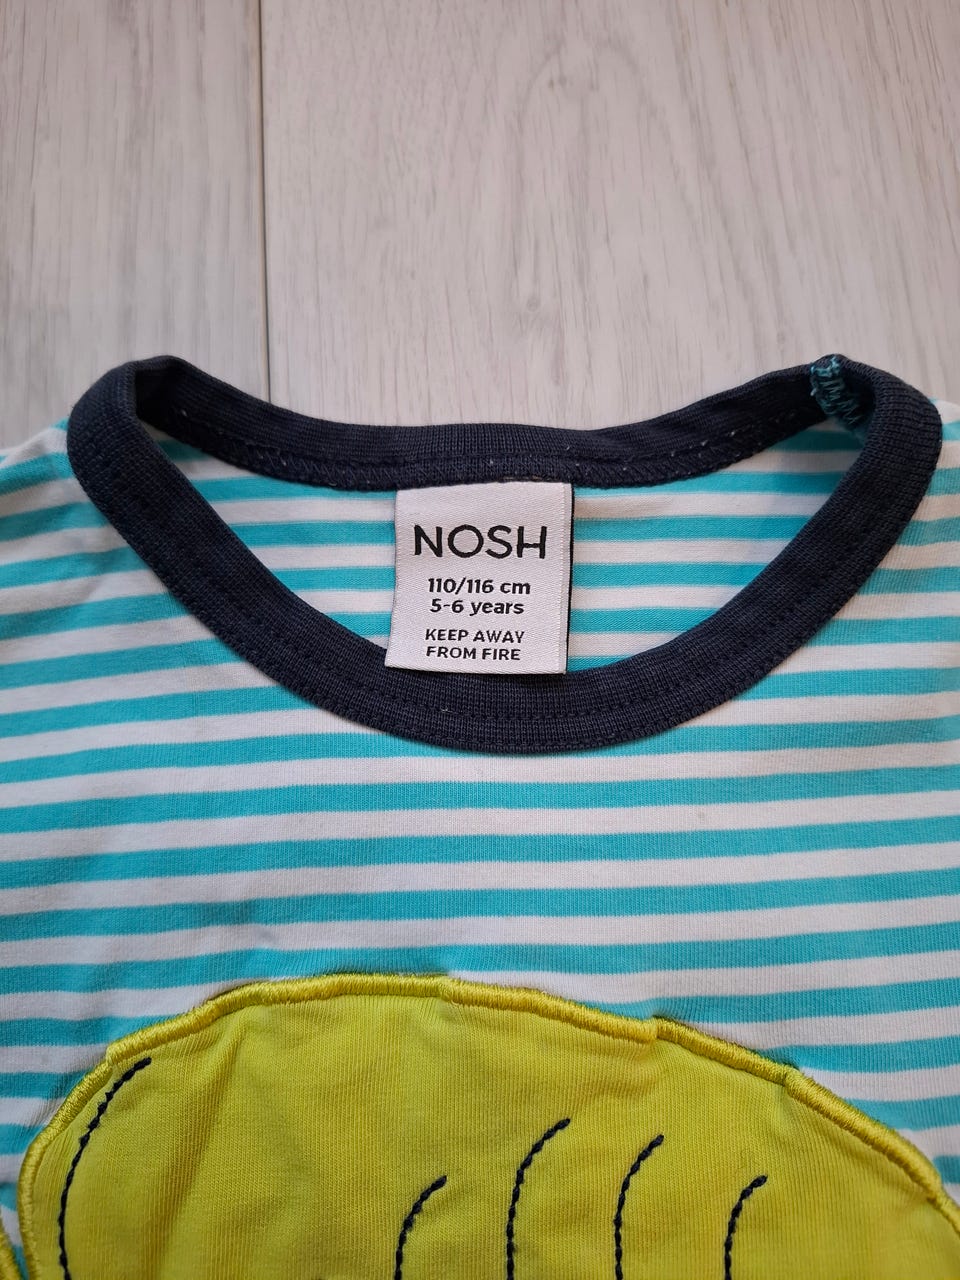 NOSH
110/116 cm
5-6 years
KEEP AWAY
FROM FIRE